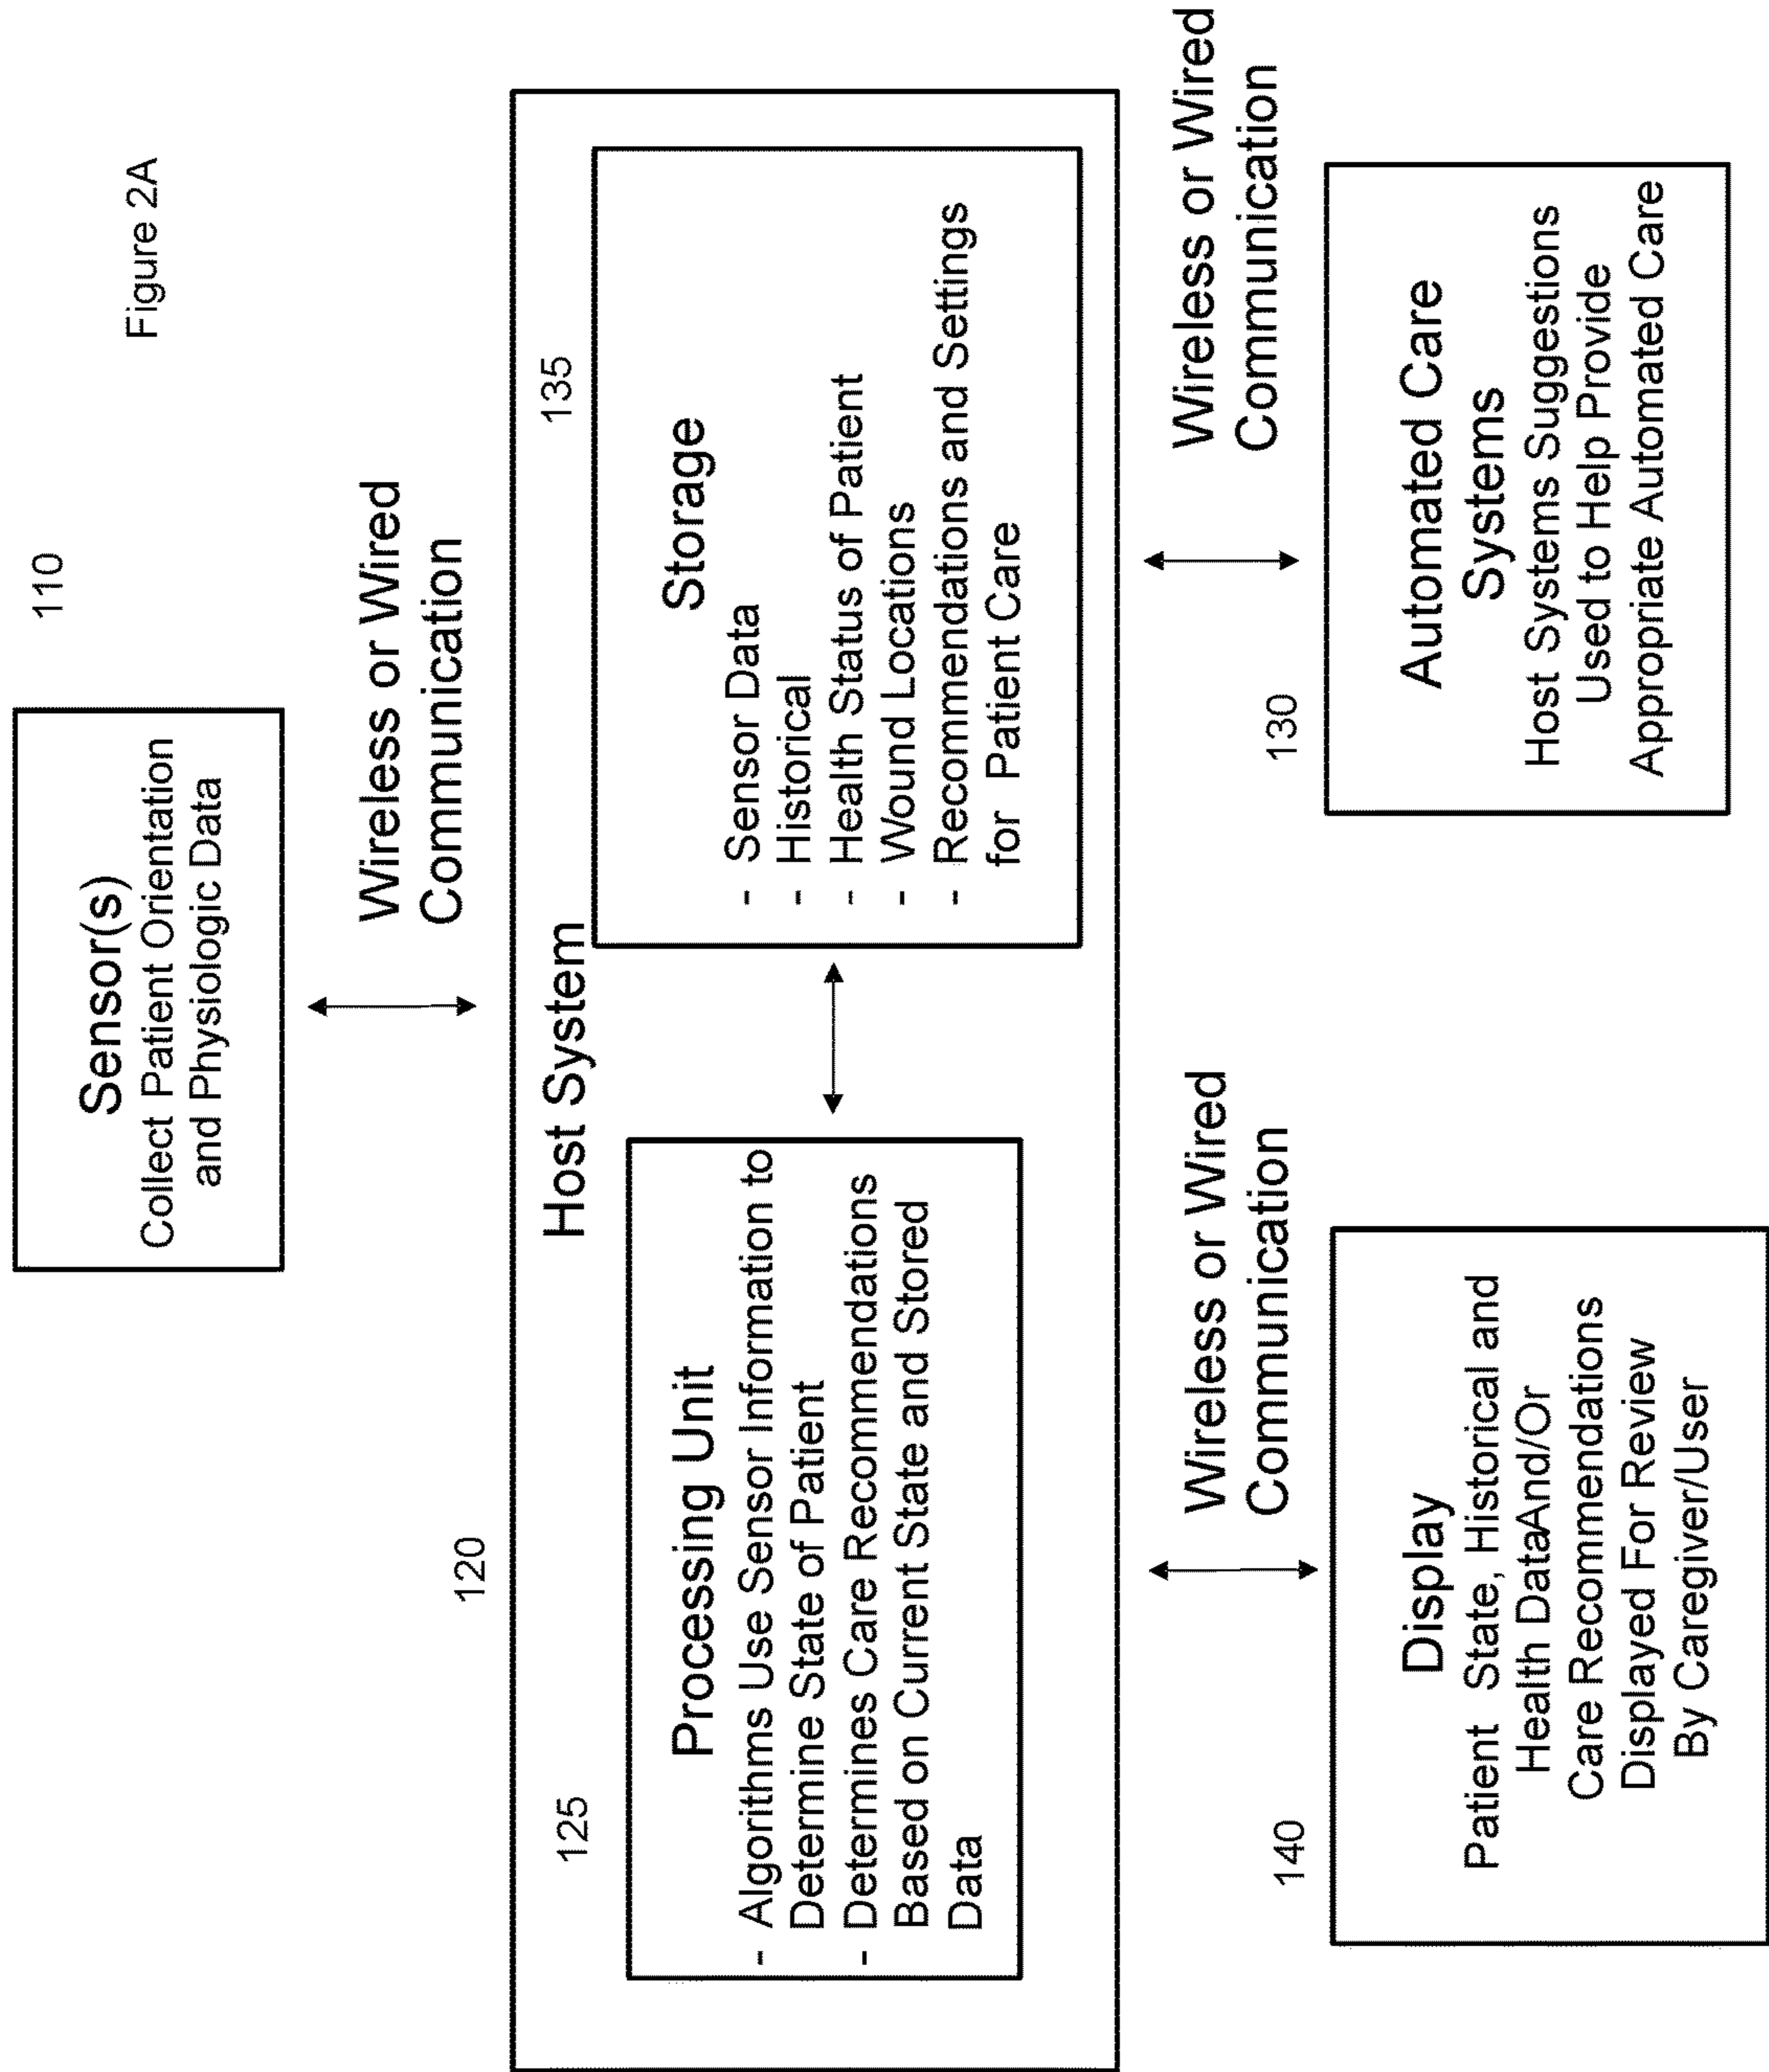 Figure 2A
110
Sensor(s)
Collect Patient Orientation
and Physiologic Data
Wireless or Wired
Communication
120
Host System
125
Processing Unit
- Algorithms Use Sensor Information to
Determine State of Patient
- Determines Care Recommendations
Based on Current State and Stored
Data
135
Storage
- Sensor Data
- Historical
- Health Status of Patient
- Wound Locations
- Recommendations and Settings
for Patient Care
Wireless or Wired
Communication
Wireless or Wired
Communication
140
Display
Patient State, Historical and
Health DataAnd/Or
Care Recommendations
Displayed For Review
By Caregiver/User
130
Automated Care
Systems
Host Systems Suggestions
Used to Help Provide
Appropriate Automated Care